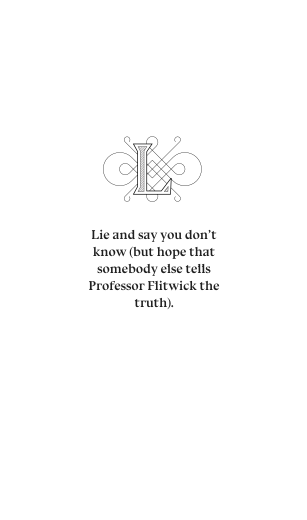 L
Lie and say you don’t
know (but hope that
somebody else tells
Professor Flitwick the
truth).